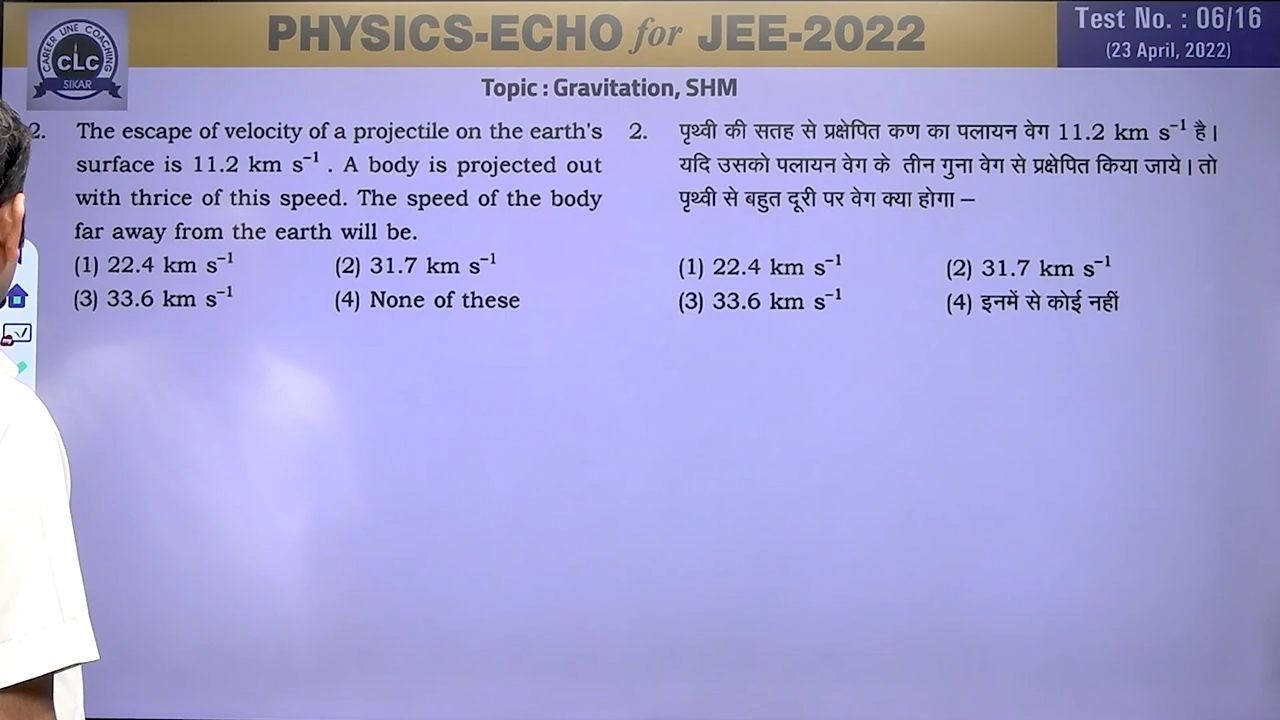 PHYSICS-ECHO for JEE-2022
Test No. : 06/16
(23 April, 2022)
CAREER LINE COACHING
CLC
SIKAR
Topic : Gravitation, SHM
2. The escape of velocity of a projectile on the earth's
surface is 11.2 km s⁻¹ . A body is projected out
with thrice of this speed. The speed of the body
far away from the earth will be.
(1) 22.4 km s⁻¹ (2) 31.7 km s⁻¹
(3) 33.6 km s⁻¹ (4) None of these
2. पृथ्वी की सतह से प्रक्षेपित कण का पलायन वेग 11.2 km s⁻¹ है।
यदि उसको पलायन वेग के तीन गुना वेग से प्रक्षेपित किया जाये। तो
पृथ्वी से बहुत दूरी पर वेग क्या होगा –
(1) 22.4 km s⁻¹ (2) 31.7 km s⁻¹
(3) 33.6 km s⁻¹ (4) इनमें से कोई नहीं